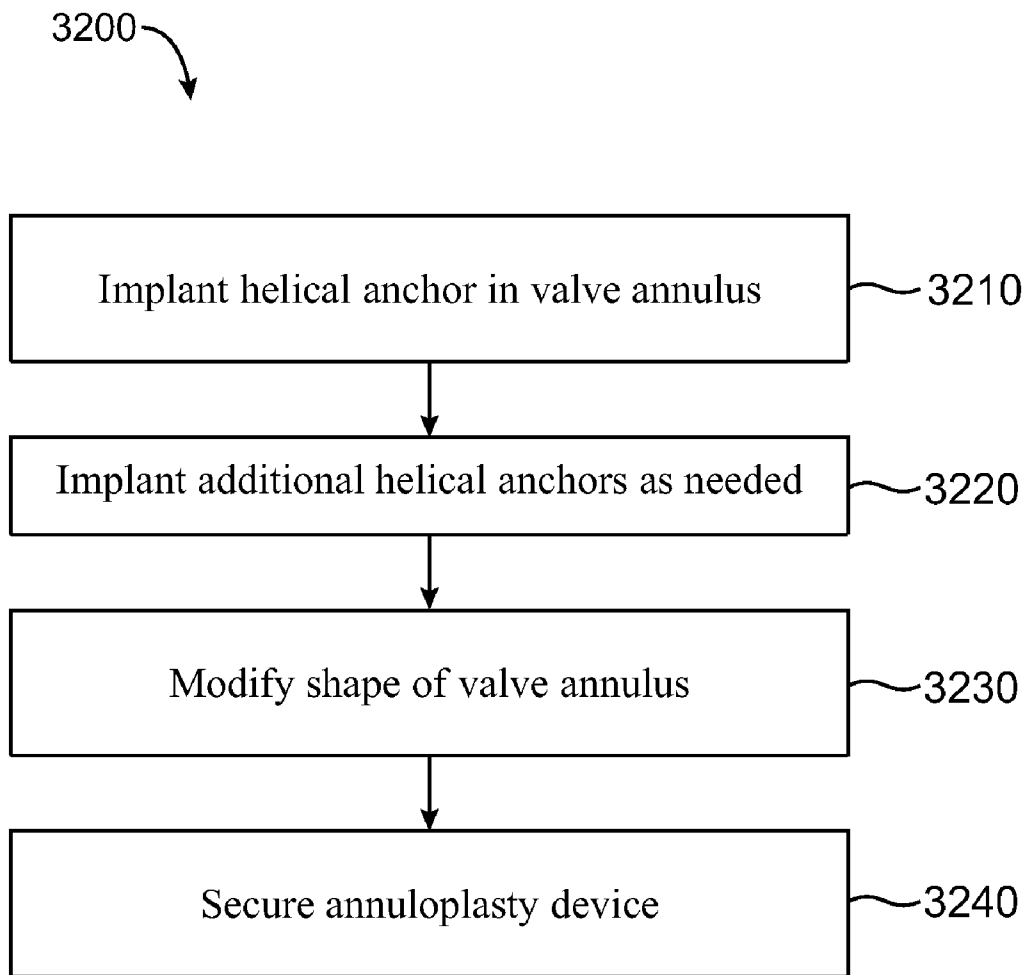 3200
Implant helical anchor in valve annulus
3210
Implant additional helical anchors as needed
3220
Modify shape of valve annulus
3230
Secure annuloplasty device
3240